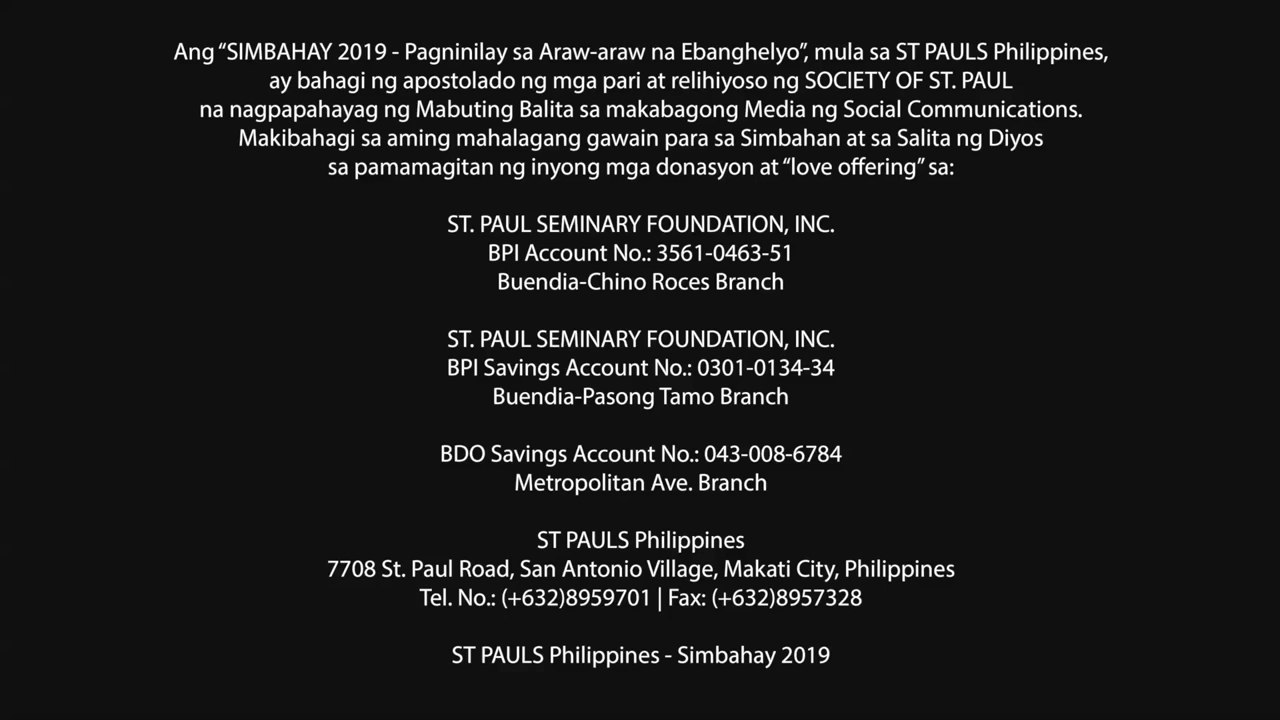 Ang “SIMBAHAY 2019 - Pagninilay sa Araw-araw na Ebanghelyo”, mula sa ST PAULS Philippines,
ay bahagi ng apostolado ng mga pari at relihiyoso ng SOCIETY OF ST. PAUL
na nagpapahayag ng Mabuting Balita sa makabagong Media ng Social Communications.
Makibahagi sa aming mahalagang gawain para sa Simbahan at sa Salita ng Diyos
sa pamamagitan ng inyong mga donasyon at “love offering” sa:
ST. PAUL SEMINARY FOUNDATION, INC.
BPI Account No.: 3561-0463-51
Buendia-Chino Roces Branch
ST. PAUL SEMINARY FOUNDATION, INC.
BPI Savings Account No.: 0301-0134-34
Buendia-Pasong Tamo Branch
BDO Savings Account No.: 043-008-6784
Metropolitan Ave. Branch
ST PAULS Philippines
7708 St. Paul Road, San Antonio Village, Makati City, Philippines
Tel. No.: (+632)8959701 | Fax: (+632)8957328
ST PAULS Philippines - Simbahay 2019